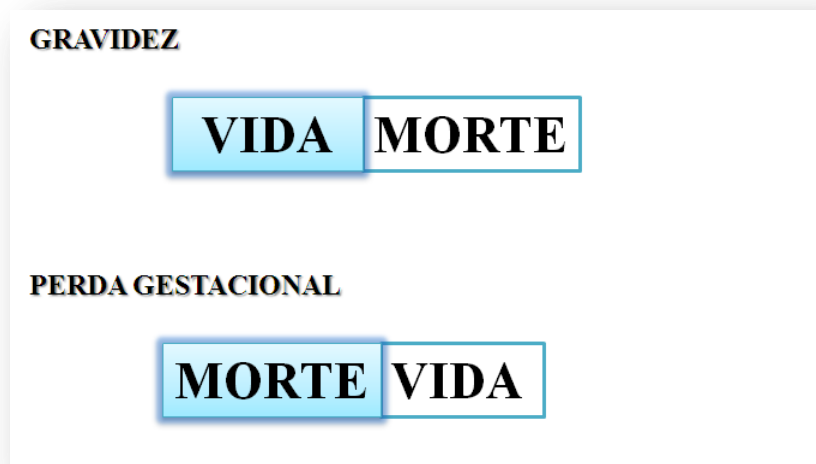 GRAVIDEZ
VIDA MORTE
PERDA GESTACIONAL
MORTE VIDA